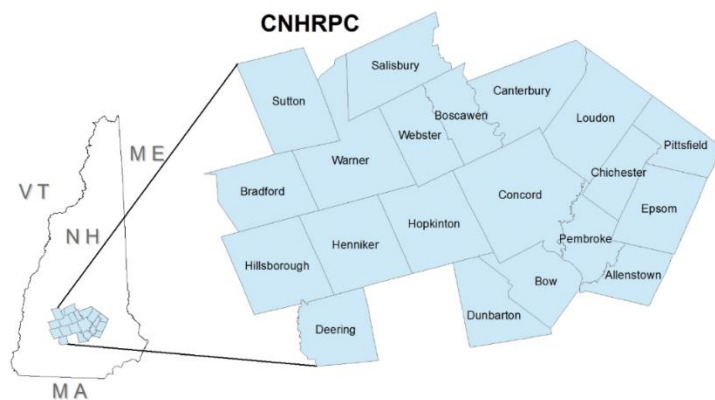 CNHRPC
Salisbury
Sutton
Canterbury
Boscawen
Loudon
Webster
Pittsfield
Warner
Chichester
Bradford
Concord
Epsom
Hopkinton
Henniker
Pembroke
Hillsborough
Allenstown
Bow
Dunbarton
Deering
ME
VT
NH
MA